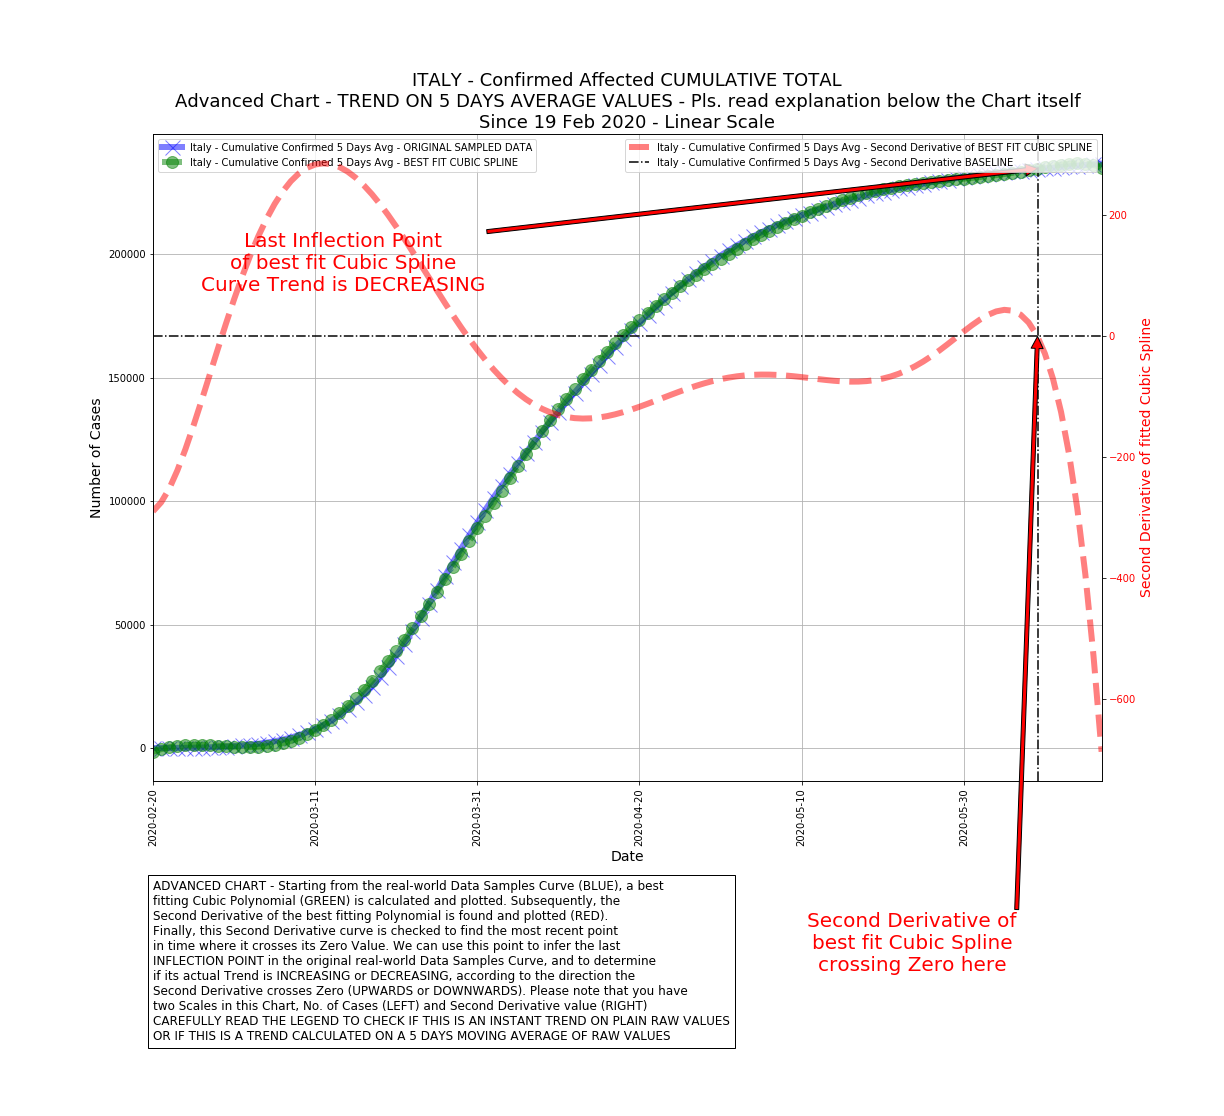 ITALY - Confirmed Affected CUMULATIVE TOTAL
Advanced Chart - TREND ON 5 DAYS AVERAGE VALUES - Pls. read explanation below the Chart itself
Since 19 Feb 2020 - Linear Scale
Italy - Cumulative Confirmed 5 Days Avg - ORIGINAL SAMPLED DATA
Italy - Cumulative Confirmed 5 Days Avg - BEST FIT CUBIC SPLINE
Italy - Cumulative Confirmed 5 Days Avg - Second Derivative of BEST FIT CUBIC SPLINE
Italy - Cumulative Confirmed 5 Days Avg - Second Derivative BASELINE
Last Inflection Point
of best fit Cubic Spline
Curve Trend is DECREASING
Number of Cases
200000
150000
100000
50000
0
200
0
−200
−400
−600
Second Derivative of fitted Cubic Spline
2020-02-20
2020-03-11
2020-03-31
2020-04-20
2020-05-10
2020-05-30
Date
ADVANCED CHART - Starting from the real-world Data Samples Curve (BLUE), a best
fitting Cubic Polynomial (GREEN) is calculated and plotted. Subsequently, the
Second Derivative of the best fitting Polynomial is found and plotted (RED).
Finally, this Second Derivative curve is checked to find the most recent point
in time where it crosses its Zero Value. We can use this point to infer the last
INFLECTION POINT in the original real-world Data Samples Curve, and to determine
if its actual Trend is INCREASING or DECREASING, according to the direction the
Second Derivative crosses Zero (UPWARDS or DOWNWARDS). Please note that you have
two Scales in this Chart, No. of Cases (LEFT) and Second Derivative value (RIGHT)
CAREFULLY READ THE LEGEND TO CHECK IF THIS IS AN INSTANT TREND ON PLAIN RAW VALUES
OR IF THIS IS A TREND CALCULATED ON A 5 DAYS MOVING AVERAGE OF RAW VALUES
Second Derivative of
best fit Cubic Spline
crossing Zero here